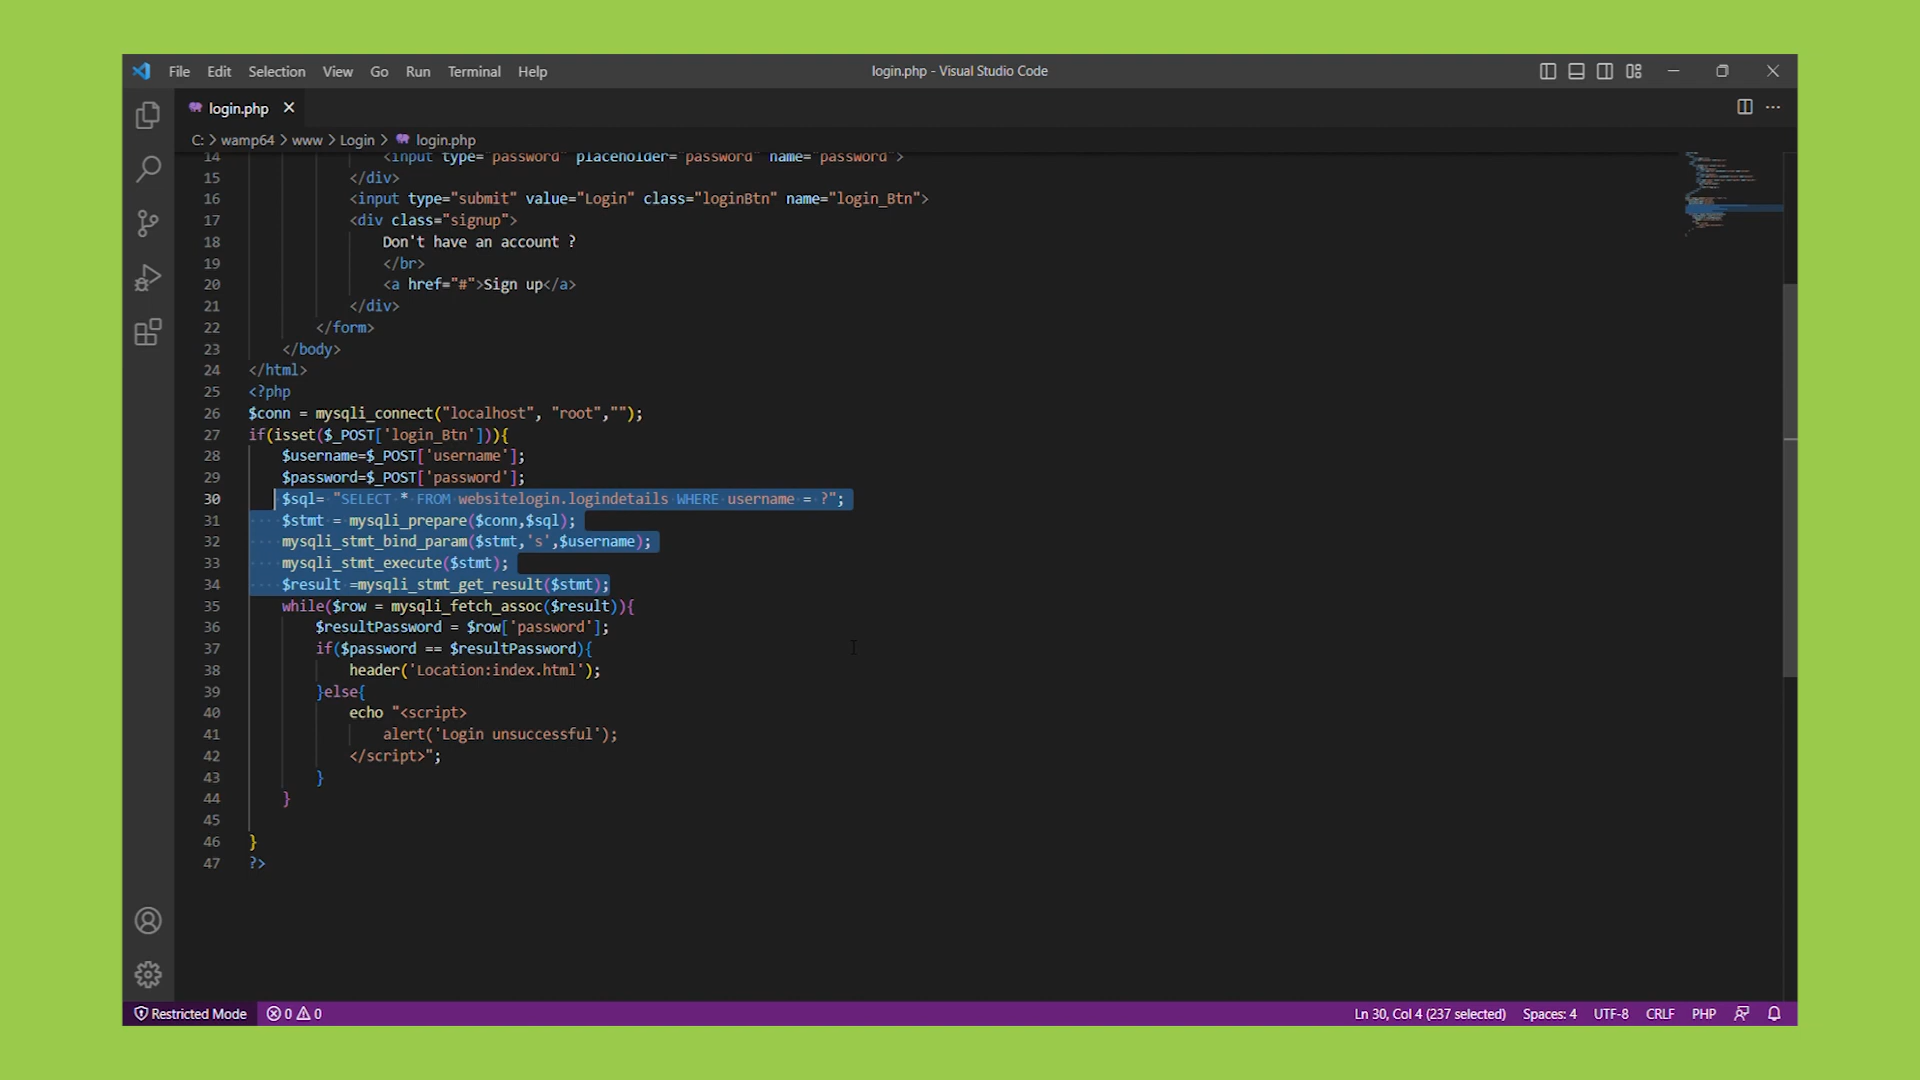 File Edit Selection View Go Run Terminal Help login.php - Visual Studio Code
login.php
C: > wamp64 > www > Login > login.php
14 <input type="password" placeholder="password" name="password">
15 </div>
16 <input type="submit" value="Login" class="loginBtn" name="login_Btn">
17 <div class="signup">
18 Don't have an account ?
19 </br>
20 <a href="#">Sign up</a>
21 </div>
22 </form>
23 </body>
24 </html>
25 <?php
26 $conn = mysqli_connect("localhost", "root","");
27 if(isset($_POST['login_Btn'])){
28 $username=$_POST['username'];
29 $password=$_POST['password'];
30 $sql= "SELECT * FROM websitelogin.logindetails WHERE username = ?";
31 $stmt = mysqli_prepare($conn,$sql);
32 mysqli_stmt_bind_param($stmt,'s',$username);
33 mysqli_stmt_execute($stmt);
34 $result =mysqli_stmt_get_result($stmt);
35 while($row = mysqli_fetch_assoc($result)){
36 $resultPassword = $row['password'];
37 if($password == $resultPassword){
38 header('Location:index.html');
39 }else{
40 echo "<script>
41 alert('Login unsuccessful');
42 </script>";
43 }
44 }
45
46 }
47 ?>
Restricted Mode 0 0 Ln 30, Col 4 (237 selected) Spaces: 4 UTF-8 CRLF PHP